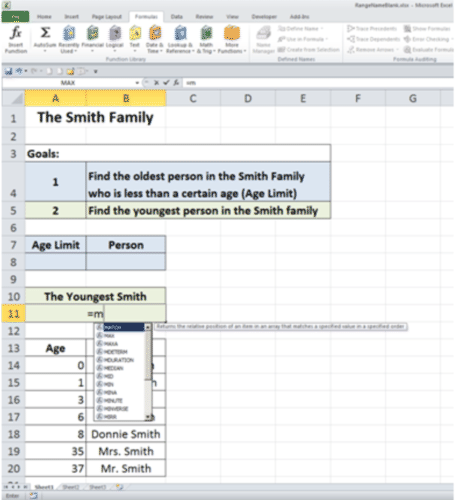 RangeNameBlank.xlsx - Microsoft Excel
File Home Insert Page Layout Formulas Data Review View Developer Add-Ins
Insert Function AutoSum Recently Used Financial Logical Text Date & Time Lookup & Reference Math & Trig More Functions Name Manager Define Name Use in Formula Create from Selection Trace Precedents Trace Dependents Remove Arrows Show Formulas Error Checking Evaluate Formula
Function Library Defined Names Formula Auditing
MAX =m
A B C D E F G
1 The Smith Family
2
3 Goals:
4 1 Find the oldest person in the Smith Family
who is less than a certain age (Age Limit)
5 2 Find the youngest person in the Smith family
6
7 Age Limit Person
8
9
10 The Youngest Smith
11 =m
MATCH Returns the relative position of an item in an array that matches a specified value in a specified order
12 MAX
MAXA
13 Age MDETERM
MDURATION
14 0 MEDIAN
MID
15 1 MIN
MINA
16 3 MINUTE
MINVERSE
17 6 MIRR
18 8 Donnie Smith
19 35 Mrs. Smith
20 37 Mr. Smith
Sheet1 Sheet2 Sheet3
Enter